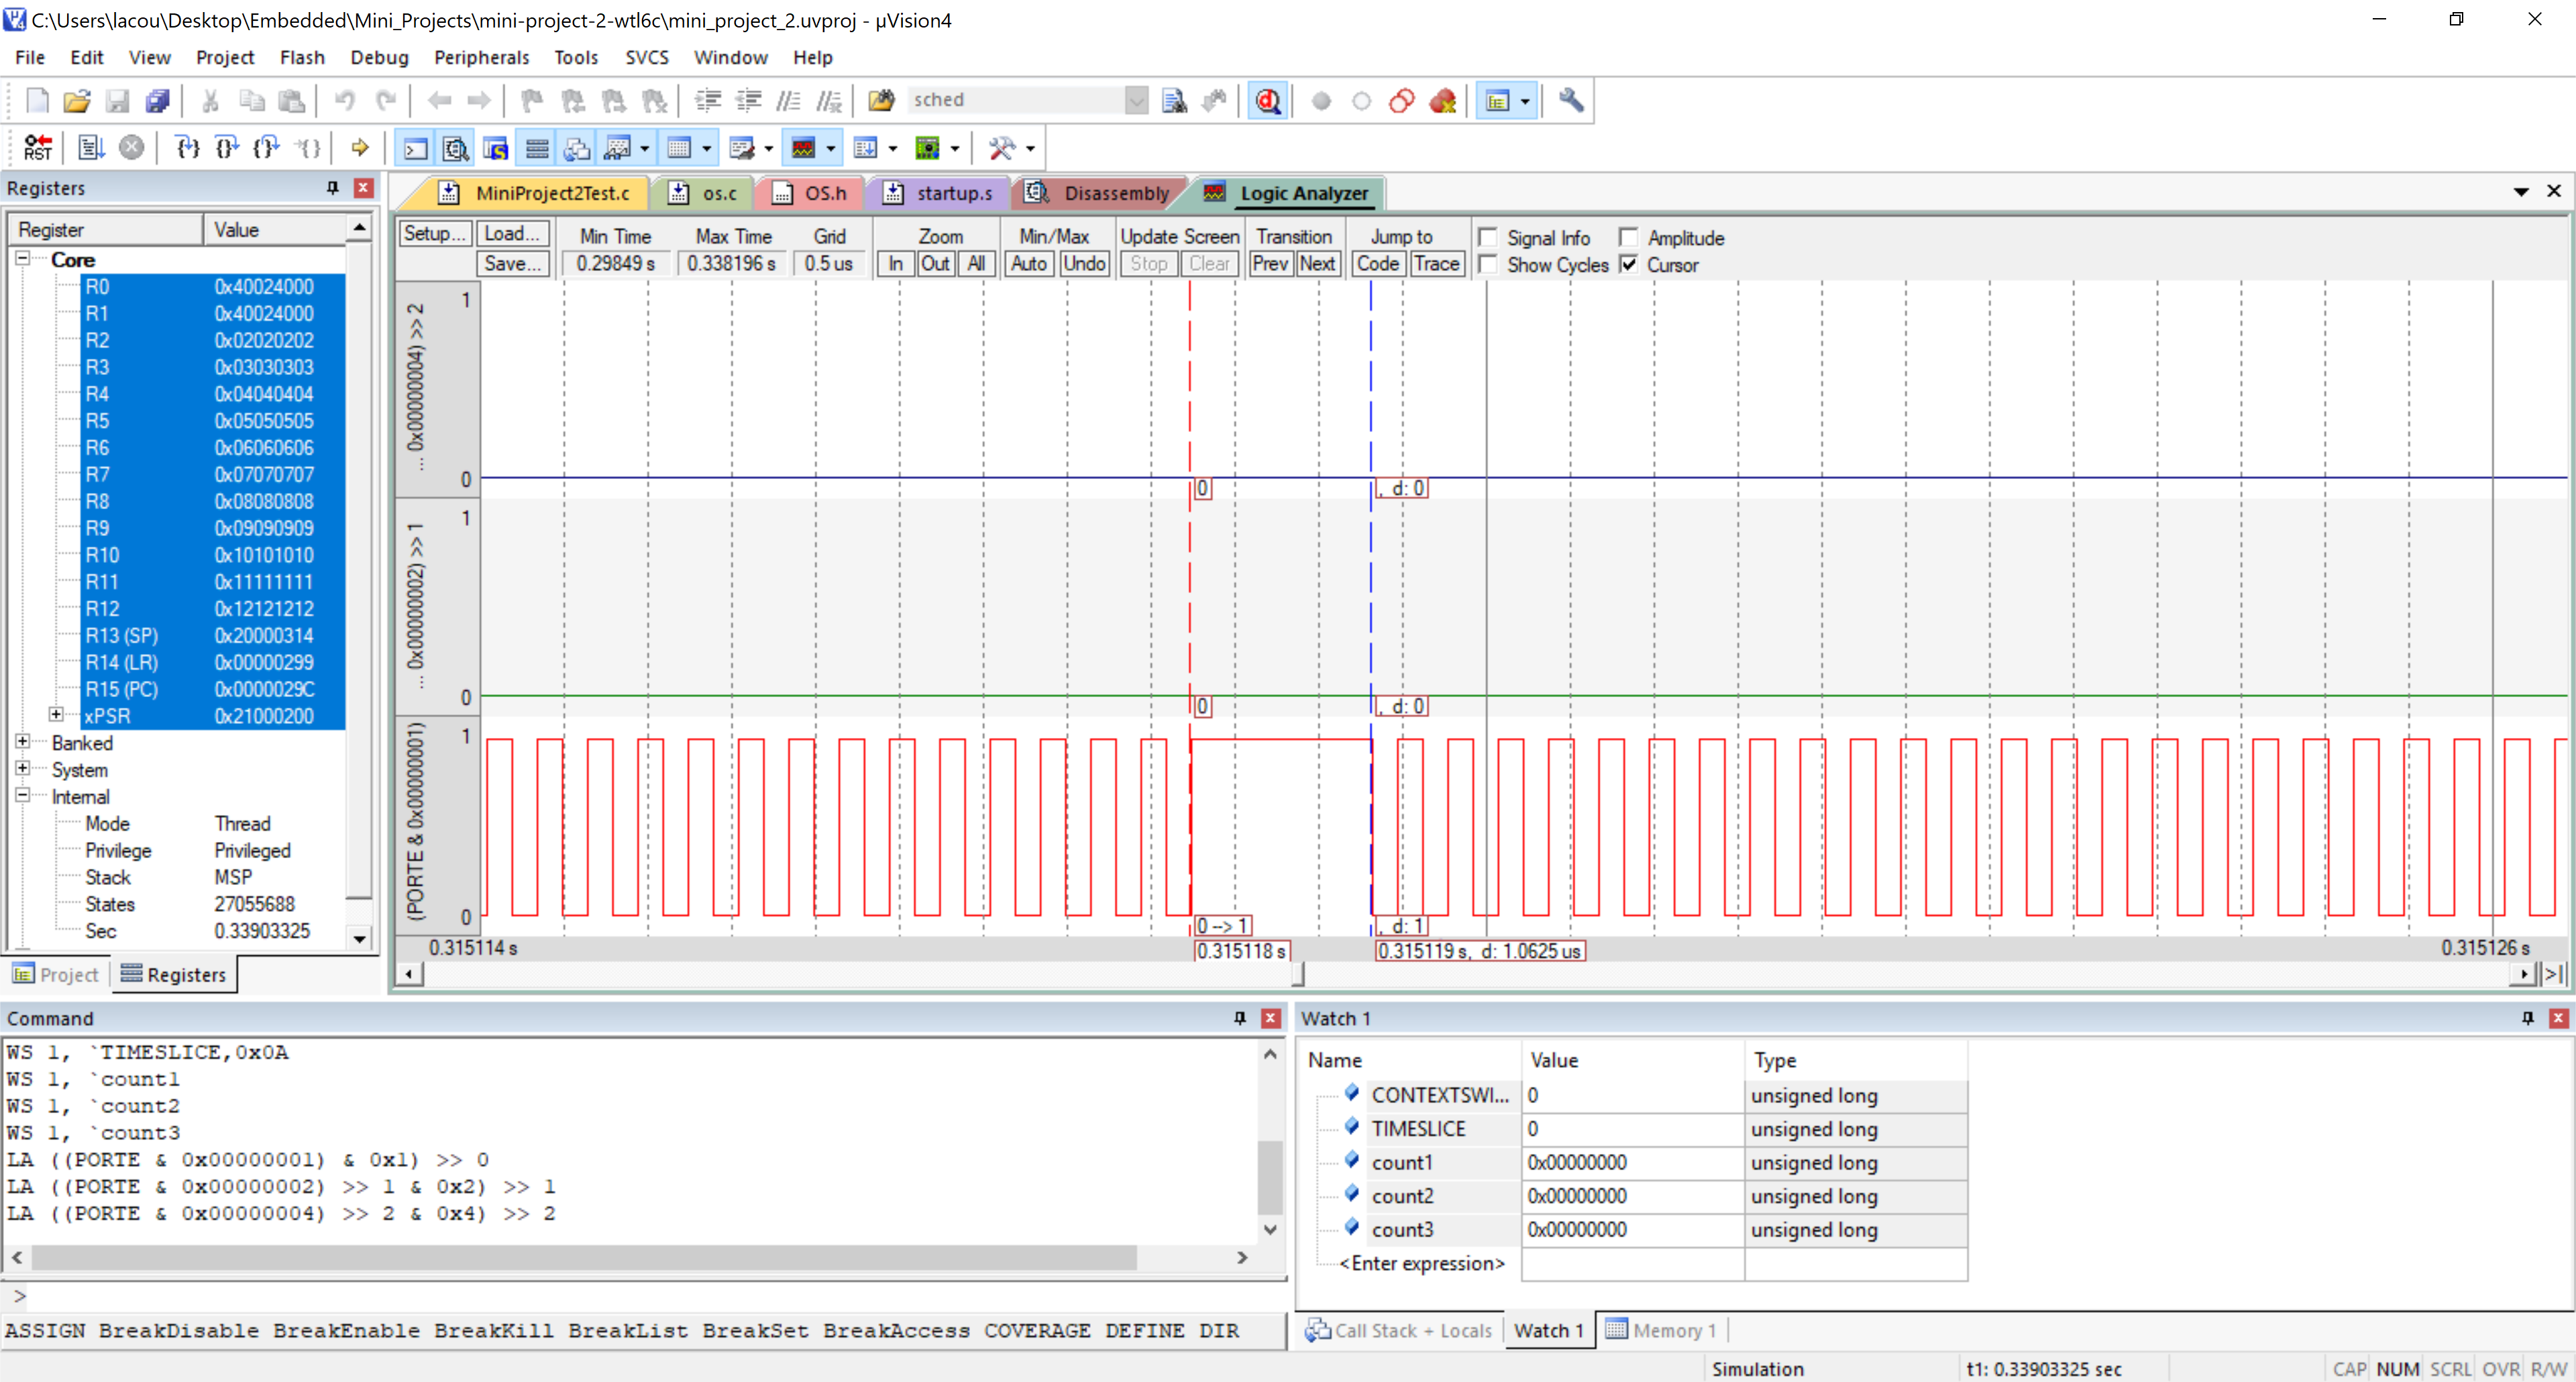 C:\Users\lacou\Desktop\Embedded\Mini_Projects\mini-project-2-wtl6c\mini_project_2.uvproj - µVision4
File Edit View Project Flash Debug Peripherals Tools SVCS Window Help
sched
RST
Registers
Register Value
Core
R0 0x40024000
R1 0x40024000
R2 0x02020202
R3 0x03030303
R4 0x04040404
R5 0x05050505
R6 0x06060606
R7 0x07070707
R8 0x08080808
R9 0x09090909
R10 0x10101010
R11 0x11111111
R12 0x12121212
R13 (SP) 0x20000314
R14 (LR) 0x00000299
R15 (PC) 0x0000029C
xPSR 0x21000200
Banked
System
Internal
Mode Thread
Privilege Privileged
Stack MSP
States 27055688
Sec 0.33903325
Project Registers
MiniProject2Test.c os.c OS.h startup.s Disassembly Logic Analyzer
Setup... Load... Min Time Max Time Grid Zoom Min/Max Update Screen Transition Jump to Signal Info Amplitude
Save... 0.29849 s 0.338196 s 0.5 us In Out All Auto Undo Stop Clear Prev Next Code Trace Show Cycles Cursor
1
... 0x00000004) >> 2
0
0 , d: 0
1
... 0x00000002) >> 1
0
0 , d: 0
1
(PORTE & 0x00000001)
0
0 --> 1 , d: 1
0.315114 s 0.315118 s 0.315119 s, d: 1.0625 us 0.315126 s
Command
WS 1, `TIMESLICE,0x0A
WS 1, `count1
WS 1, `count2
WS 1, `count3
LA ((PORTE & 0x00000001) & 0x1) >> 0
LA ((PORTE & 0x00000002) >> 1 & 0x2) >> 1
LA ((PORTE & 0x00000004) >> 2 & 0x4) >> 2
>
ASSIGN BreakDisable BreakEnable BreakKill BreakList BreakSet BreakAccess COVERAGE DEFINE DIR
Watch 1
Name Value Type
CONTEXTSWI... 0 unsigned long
TIMESLICE 0 unsigned long
count1 0x00000000 unsigned long
count2 0x00000000 unsigned long
count3 0x00000000 unsigned long
<Enter expression>
Call Stack + Locals Watch 1 Memory 1
Simulation t1: 0.33903325 sec CAP NUM SCRL OVR R/W